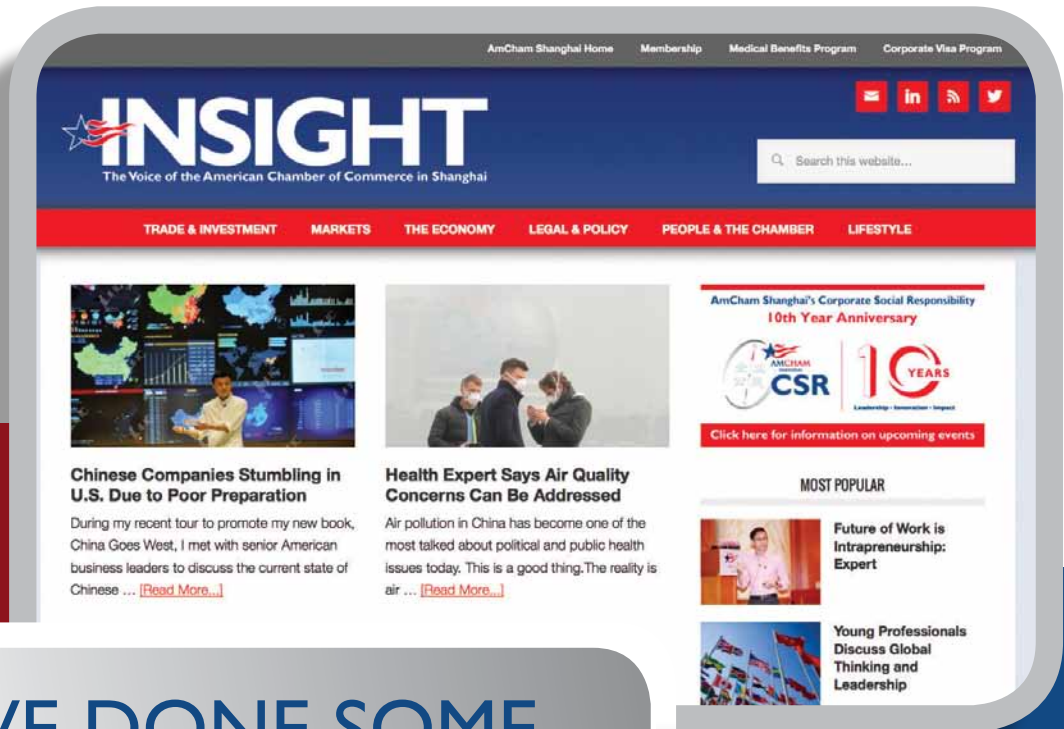 AmCham Shanghai Home Membership Medical Benefits Program Corporate Visa Program
INSIGHT
The Voice of the American Chamber of Commerce in Shanghai
Search this website...
TRADE & INVESTMENT MARKETS THE ECONOMY LEGAL & POLICY PEOPLE & THE CHAMBER LIFESTYLE
Chinese Companies Stumbling in
U.S. Due to Poor Preparation
During my recent tour to promote my new book,
China Goes West, I met with senior American
business leaders to discuss the current state of
Chinese … [Read More...]
Health Expert Says Air Quality
Concerns Can Be Addressed
Air pollution in China has become one of the
most talked about political and public health
issues today. This is a good thing.The reality is
air … [Read More...]
AmCham Shanghai's Corporate Social Responsibility
10th Year Anniversary
AMCHAM
CSR
10
YEARS
Leadership • Innovation • Impact
Click here for information on upcoming events
MOST POPULAR
Future of Work is
Intrapreneurship:
Expert
Young Professionals
Discuss Global
Thinking and
Leadership
VE DONE SOME